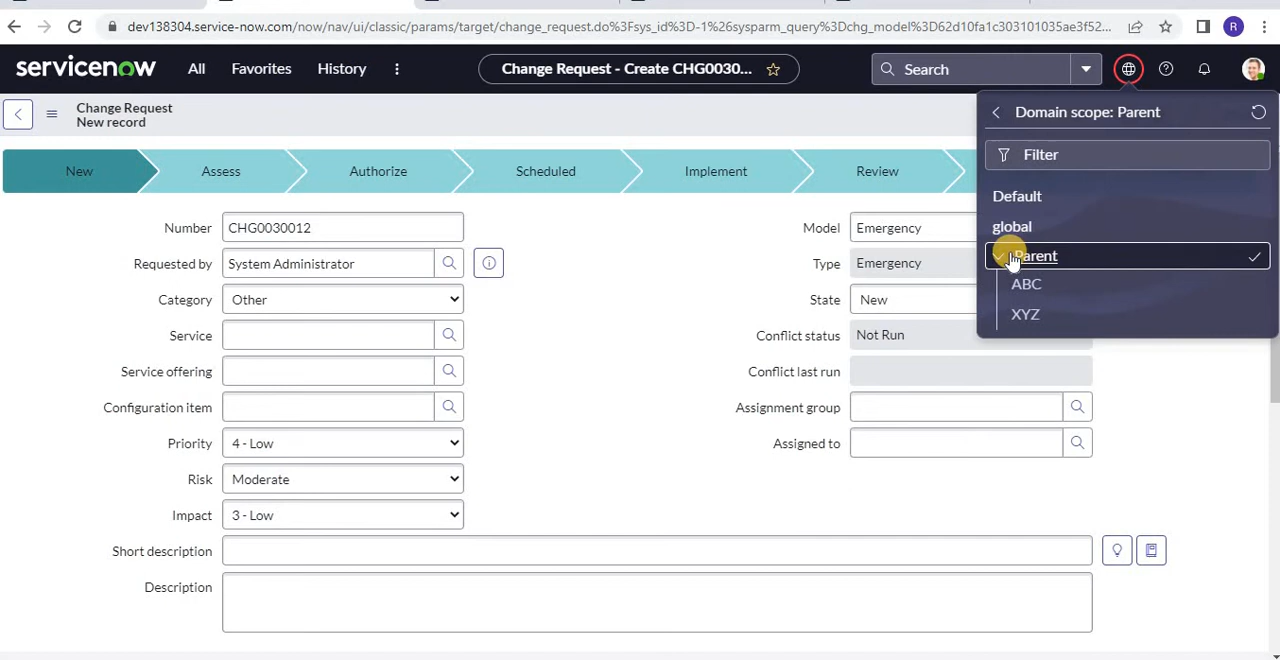 dev138304.service-now.com/now/nav/ui/classic/params/target/change_request.do%3Fsys_id%3D-1%26sysparm_query%3Dchg_model%3D62d10fa1c3031035ae3f52...
R
servicenow
All
Favorites
History
Change Request - Create CHG0030...
Search
Change Request
New record
Domain scope: Parent
Filter
Default
global
Parent
ABC
XYZ
New
Assess
Authorize
Scheduled
Implement
Review
Number
CHG0030012
Model
Emergency
Requested by
System Administrator
Type
Emergency
Category
Other
State
New
Service
Conflict status
Not Run
Service offering
Conflict last run
Configuration item
Assignment group
Priority
4 - Low
Assigned to
Risk
Moderate
Impact
3 - Low
Short description
Description